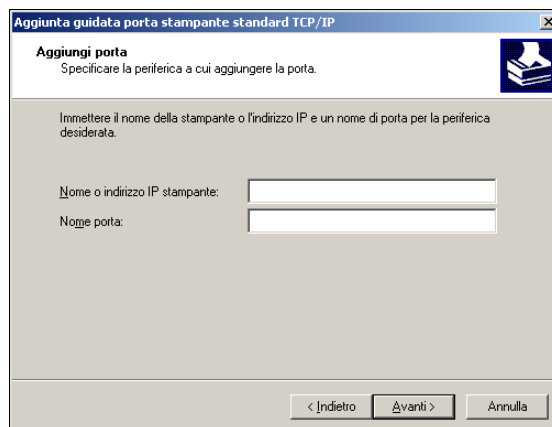 Aggiunta guidata porta stampante standard TCP/IP
Aggiungi porta
Specificare la periferica a cui aggiungere la porta.
Immettere il nome della stampante o l'indirizzo IP e un nome di porta per la periferica
desiderata.
Nome o indirizzo IP stampante:
Nome porta:
< Indietro
Avanti >
Annulla